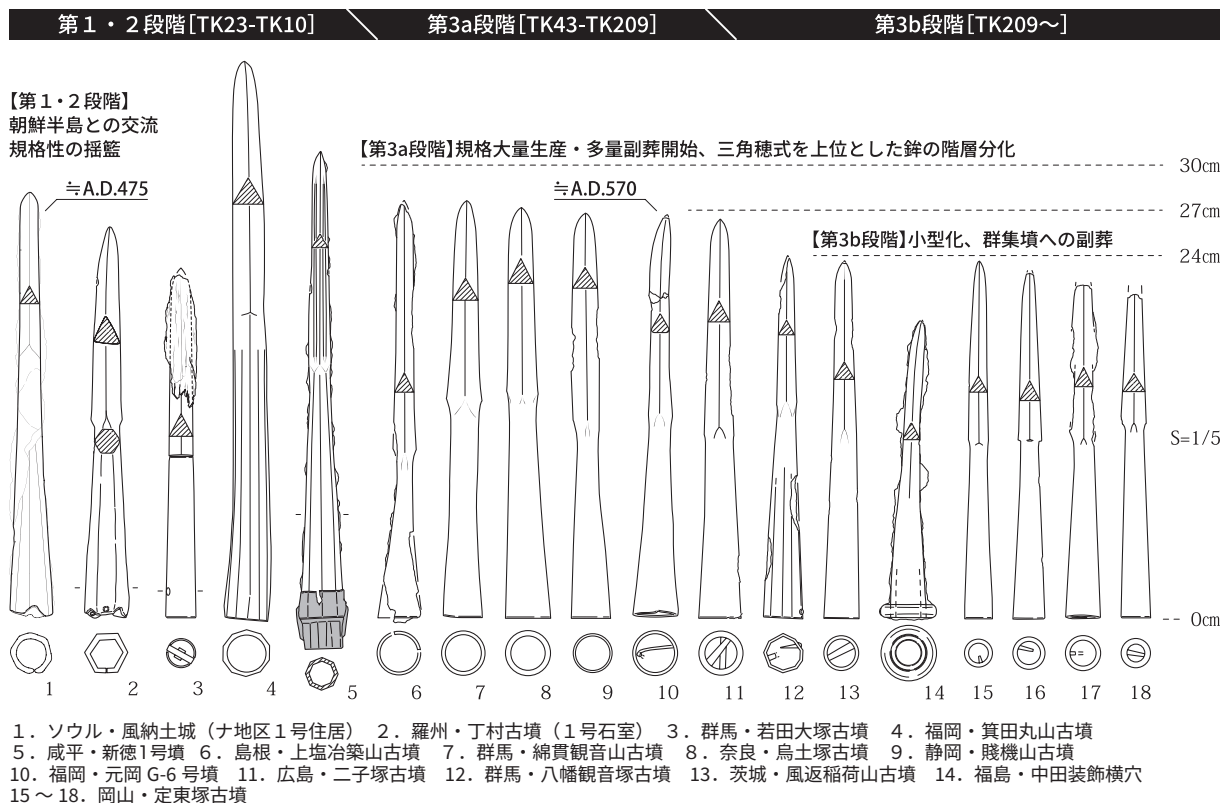 第１・２段階[TK23-TK10]
第3a段階[TK43-TK209]
第3b段階[TK209～]
【第１・２段階】
朝鮮半島との交流
規格性の揺籃
【第3a段階】規格大量生産・多量副葬開始、三角穂式を上位とした鉾の階層分化
30㎝
≒A.D.475
≒A.D.570
27㎝
【第3b段階】小型化、群集墳への副葬
24㎝
S=1/5
0㎝
1 2 3 4 5 6 7 8 9 10 11 12 13 14 15 16 17 18
１．ソウル・風納土城（ナ地区１号住居） ２．羅州・丁村古墳（１号石室） ３．群馬・若田大塚古墳 ４．福岡・箕田丸山古墳
５．咸平・新徳1号墳 ６．島根・上塩冶築山古墳 ７．群馬・綿貫観音山古墳 ８．奈良・烏土塚古墳 ９．静岡・賤機山古墳
10．福岡・元岡 G-6 号墳 11．広島・二子塚古墳 12．群馬・八幡観音塚古墳 13．茨城・風返稲荷山古墳 14．福島・中田装飾横穴
15 ～ 18．岡山・定東塚古墳